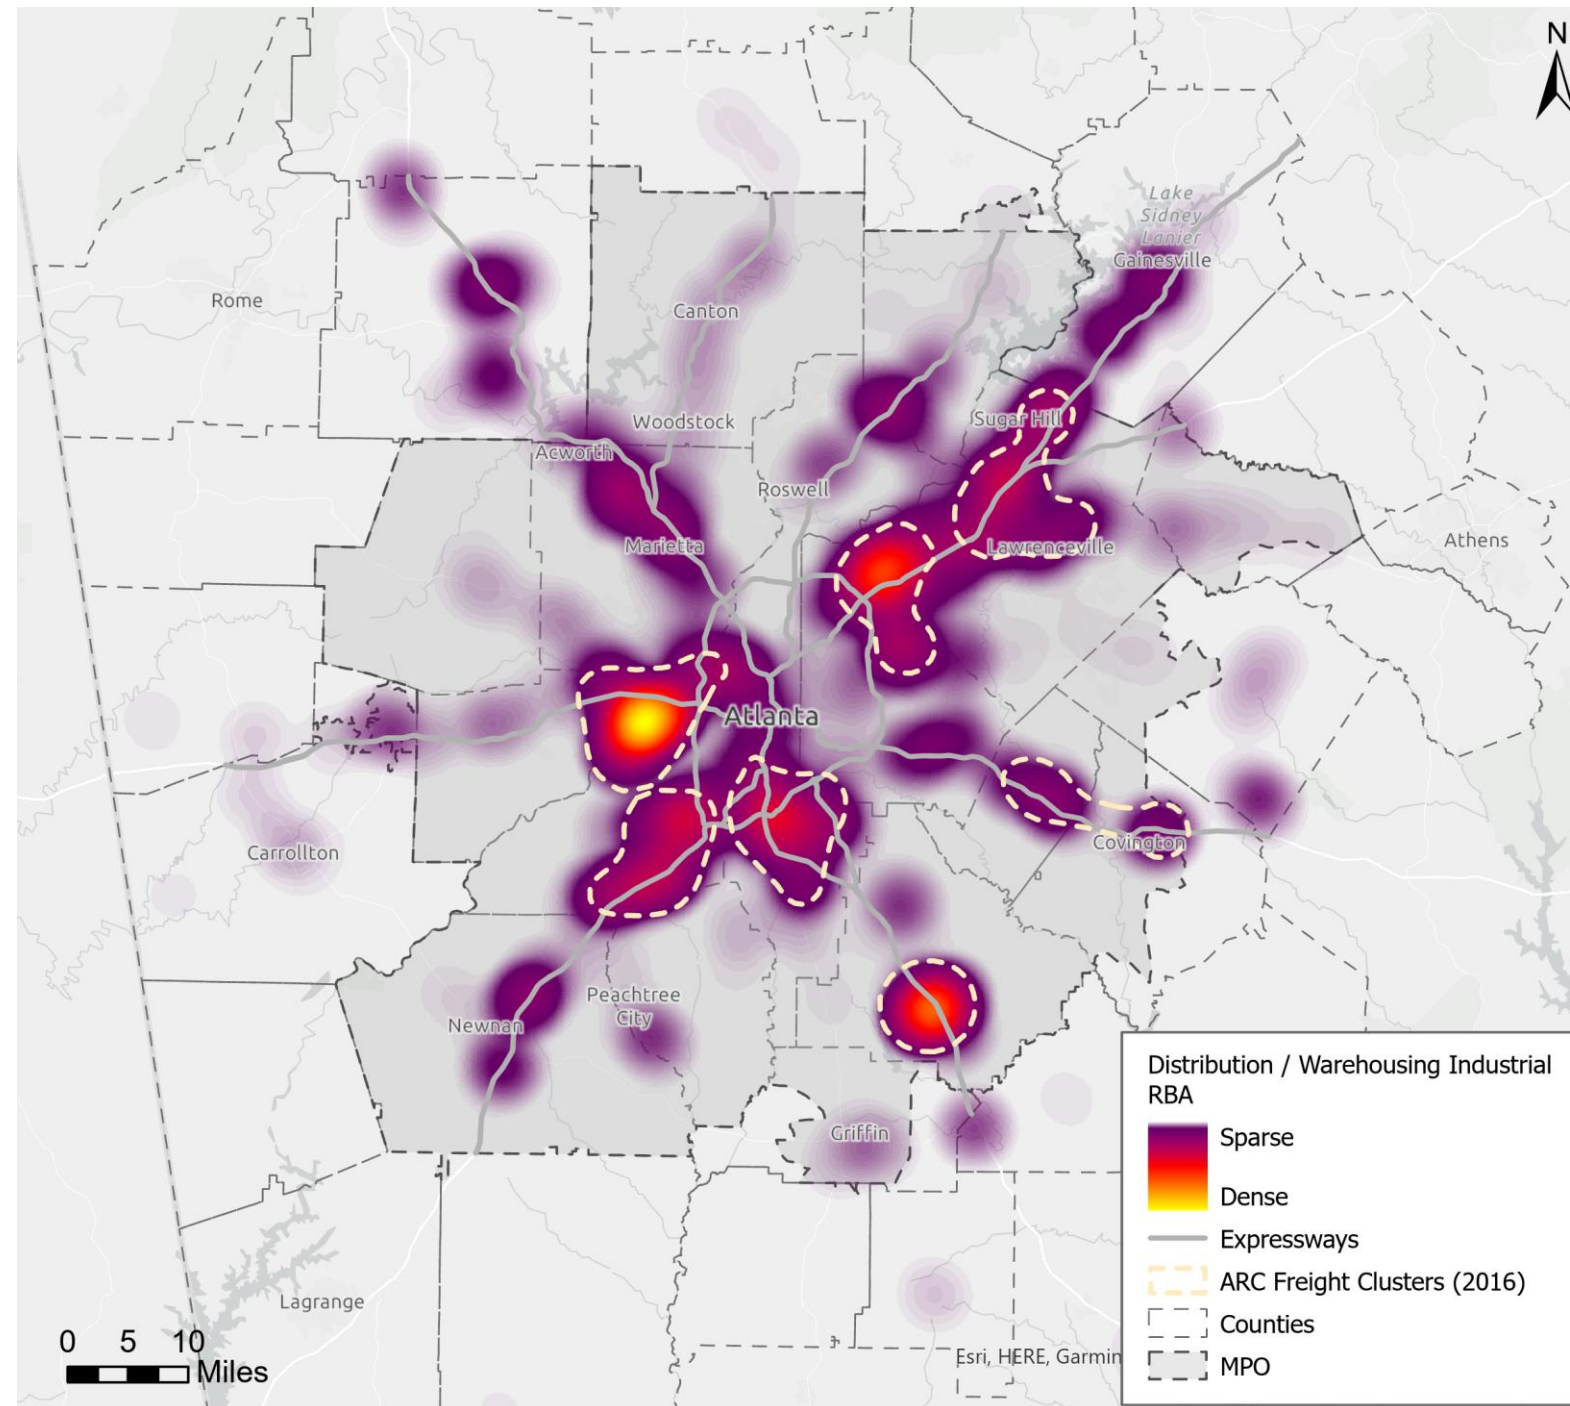 N
Lake
Sidney
Lanier
Gainesville
Rome
Canton
Woodstock
Sugar Hill
Acworth
Roswell
Marietta
Lawrenceville
Athens
Atlanta
Carrollton
Covington
Peachtree
City
Newnan
Griffin
Lagrange
0 5 10
Miles
Esri, HERE, Garmin
Distribution / Warehousing Industrial
RBA
Sparse
Dense
Expressways
ARC Freight Clusters (2016)
Counties
MPO